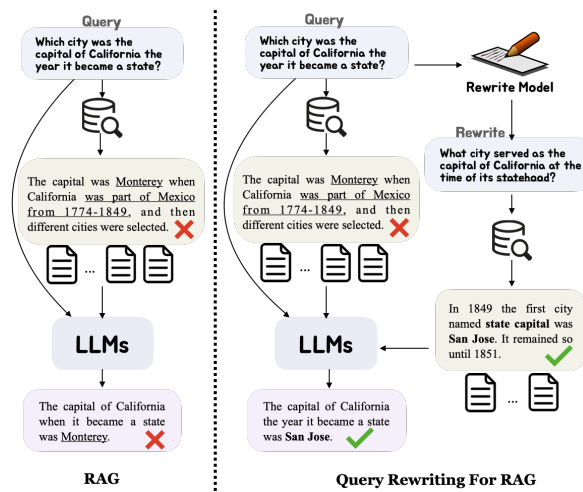 Query
Which city was the
capital of California the
year it became a state?
The capital was Monterey when
California was part of Mexico
from 1774-1849, and then
different cities were selected.
...
LLMs
The capital of California
when it became a state
was Monterey.
RAG
Query
Which city was the
capital of California the
year it became a state?
Rewrite Model
Rewrite
What city served as the
capital of California at the
time of its statehood?
The capital was Monterey when
California was part of Mexico
from 1774-1849, and then
different cities were selected.
...
In 1849 the first city
named state capital was
San Jose. It remained so
until 1851.
...
LLMs
The capital of California
the year it became a state
was San Jose.
Query Rewriting For RAG